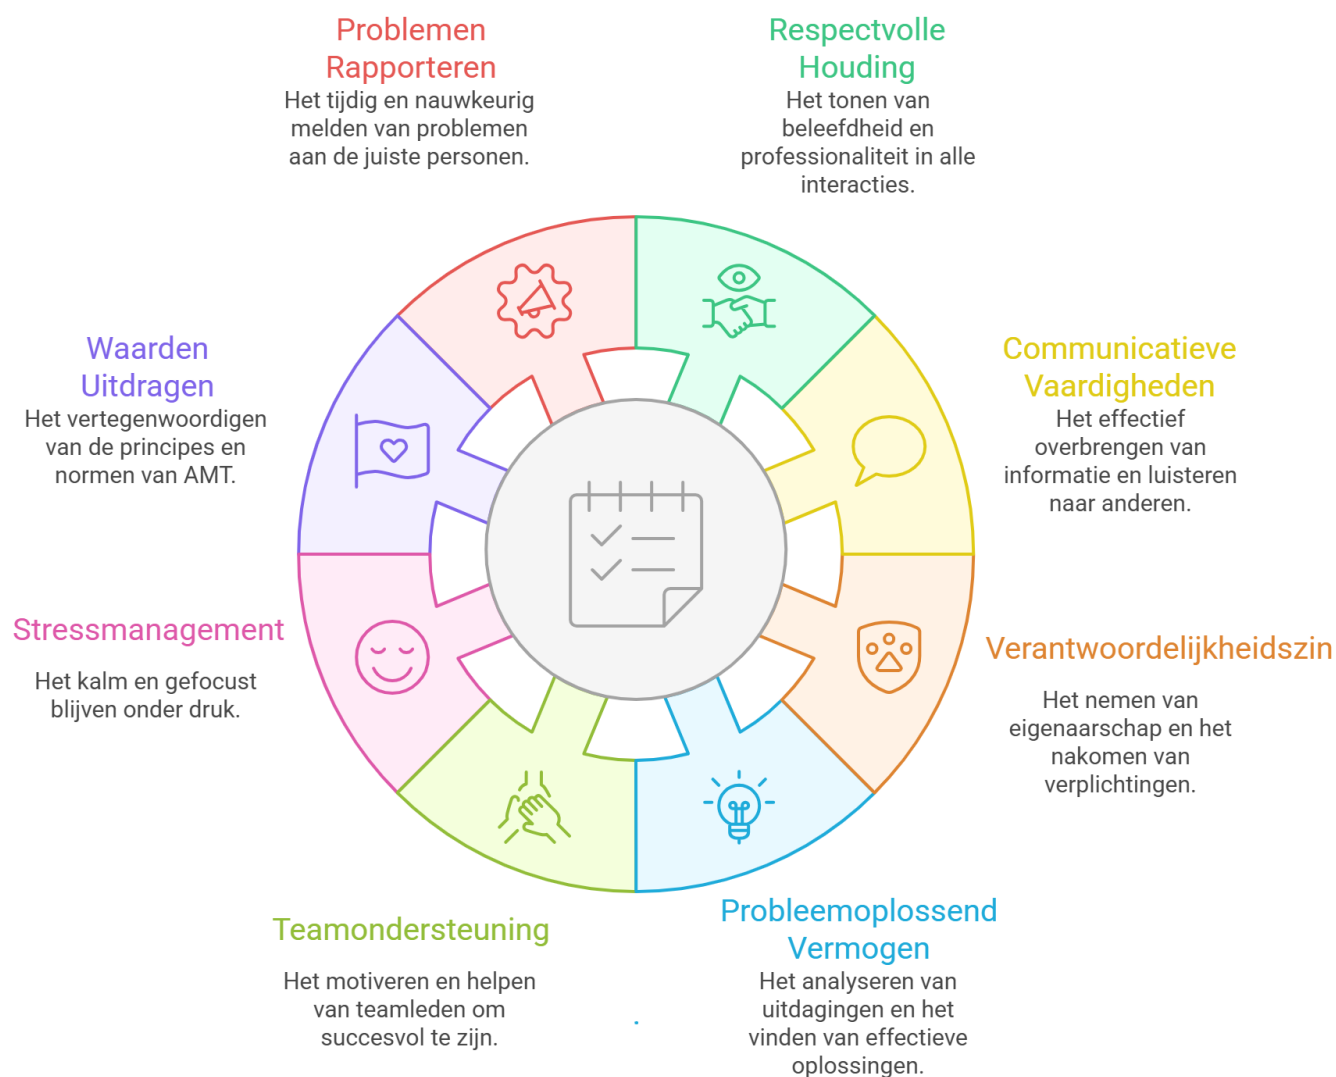 Problemen
Rapporteren
Het tijdig en nauwkeurig
melden van problemen
aan de juiste personen.
Respectvolle
Houding
Het tonen van
beleefdheid en
professionaliteit in alle
interacties.
Waarden
Uitdragen
Het vertegenwoordigen
van de principes en
normen van AMT.
Communicatieve
Vaardigheden
Het effectief
overbrengen van
informatie en luisteren
naar anderen.
Stressmanagement
Het kalm en gefocust
blijven onder druk.
Verantwoordelijkheidszin
Het nemen van
eigenaarschap en het
nakomen van
verplichtingen.
Teamondersteuning
Het motiveren en helpen
van teamleden om
succesvol te zijn.
Probleemoplossend
Vermogen
Het analyseren van
uitdagingen en het
vinden van effectieve
oplossingen.